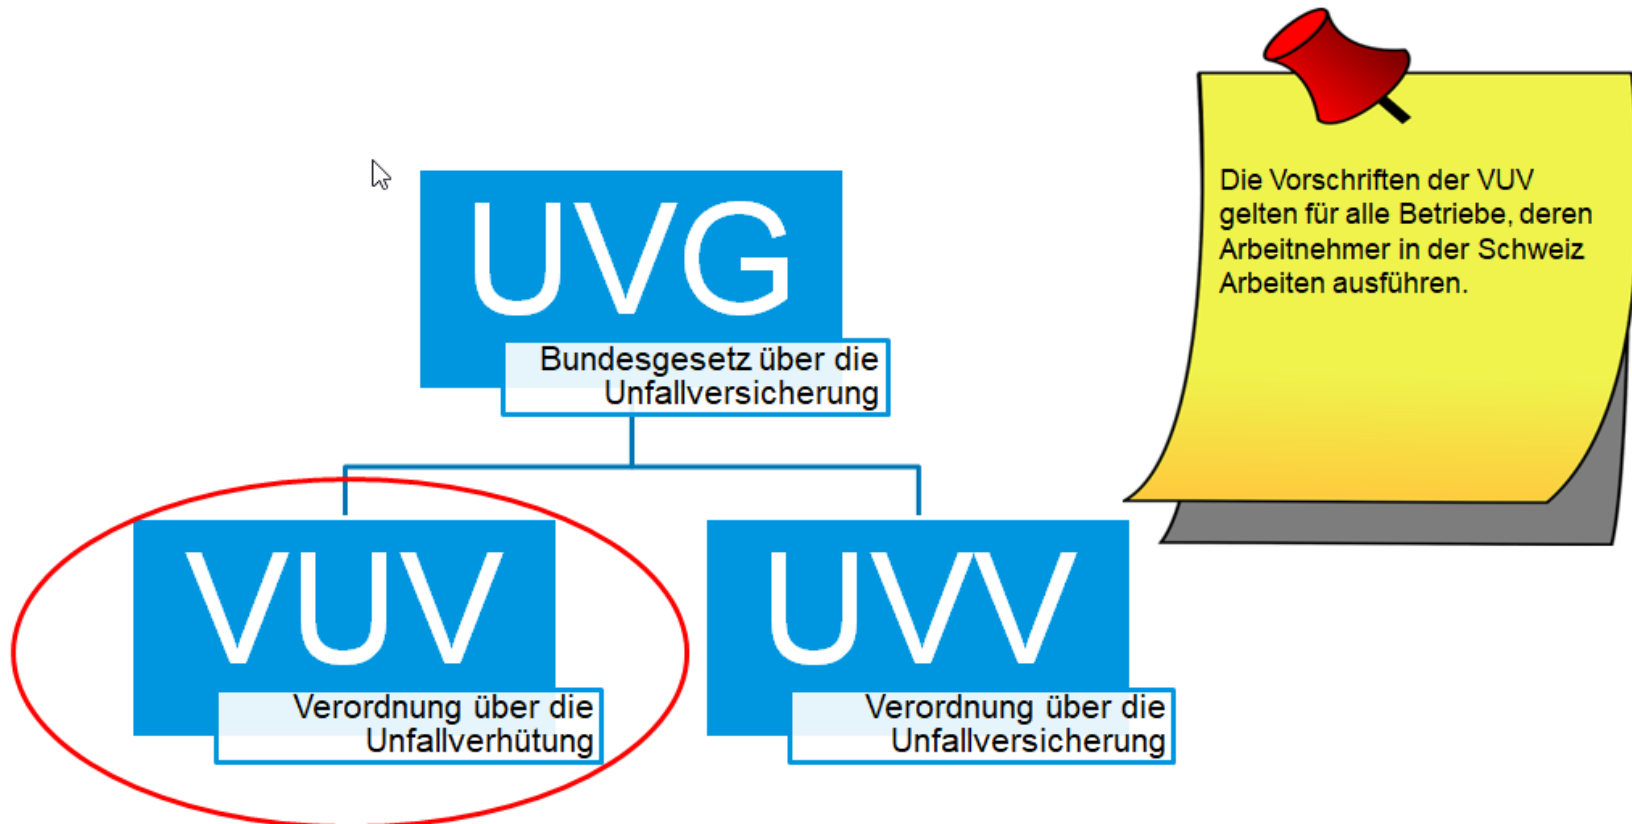 UVG
Bundesgesetz über die
Unfallversicherung
VUV
Verordnung über die
Unfallverhütung
UVV
Verordnung über die
Unfallversicherung
Die Vorschriften der VUV
gelten für alle Betriebe, deren
Arbeitnehmer in der Schweiz
Arbeiten ausführen.